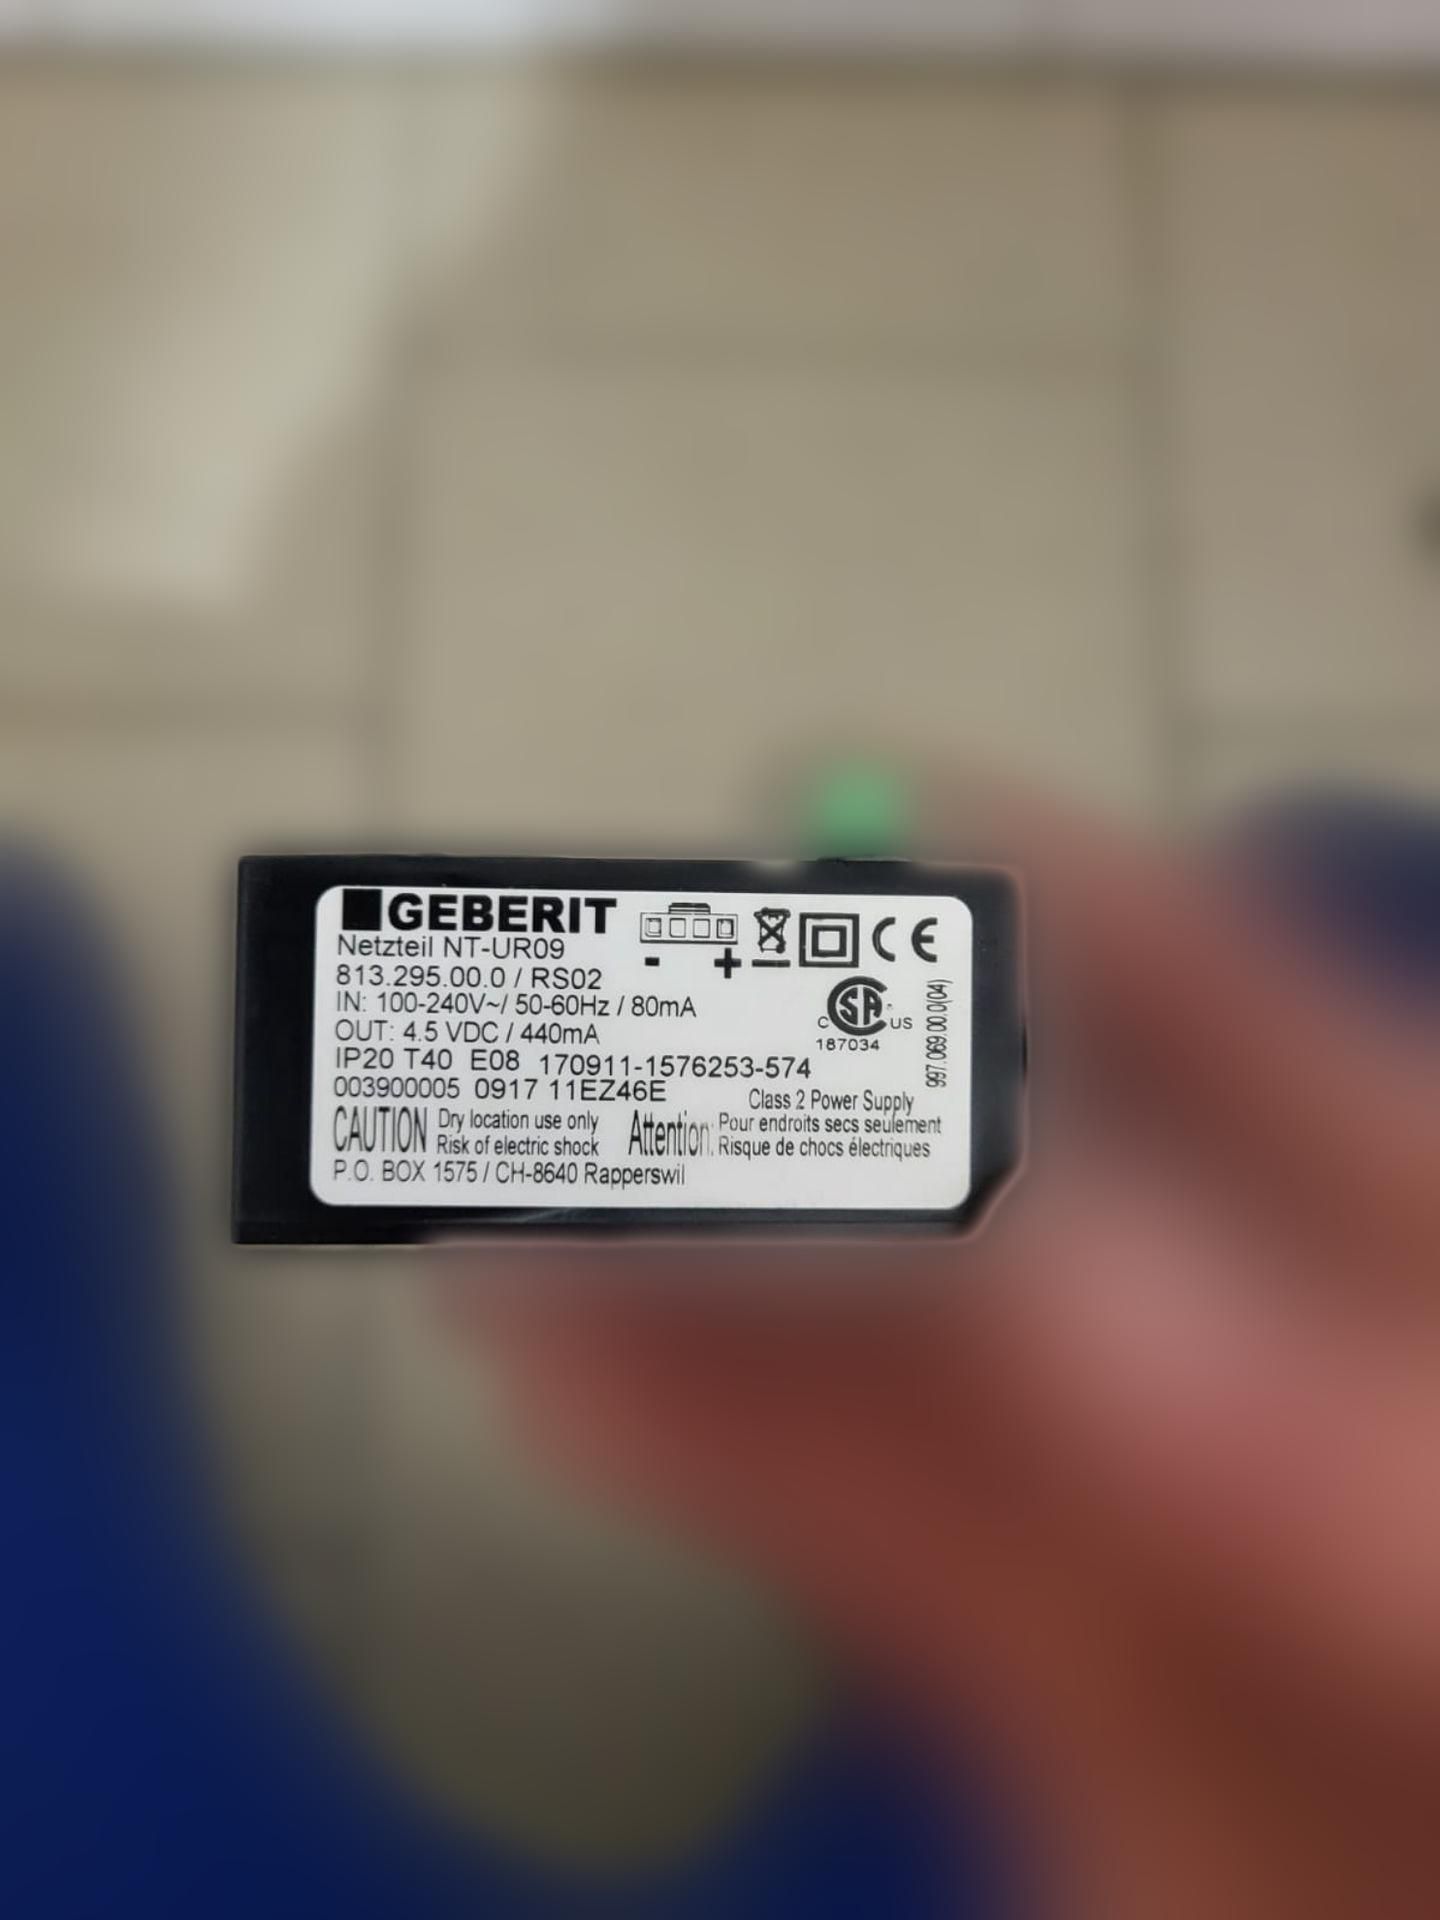 GEBERIT
Netzteil NT-UR09
813.295.00.0 / RS02
IN: 100-240V~/ 50-60Hz / 80mA
OUT: 4.5 VDC / 440mA
IP20 T40 E08 170911-1576253-574
003900005 0917 11EZ46E
- +
CE
CSA
C US
187034
997.069.00.0(04)
Class 2 Power Supply
CAUTION Dry location use only
Risk of electric shock
Attention: Pour endroits secs seulement
Risque de chocs électriques
P.O. BOX 1575 / CH-8640 Rapperswil